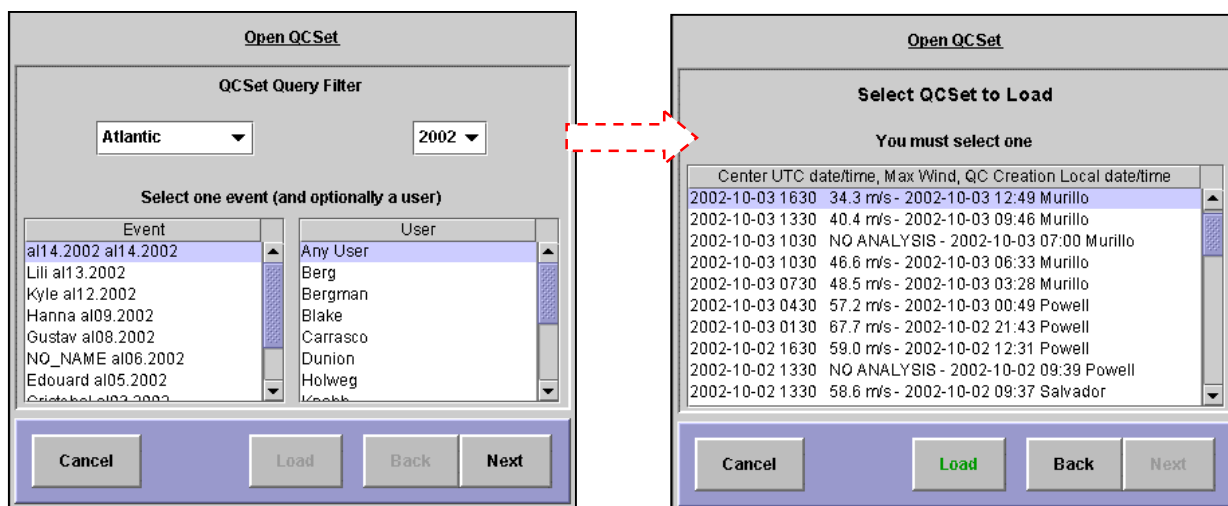 Open QCSet
QCSet Query Filter
Atlantic
2002
Select one event (and optionally a user)
Event
al14.2002 al14.2002
Lili al13.2002
Kyle al12.2002
Hanna al09.2002
Gustav al08.2002
NO_NAME al06.2002
Edouard al05.2002
Cristobal al03.2002
User
Any User
Berg
Bergman
Blake
Carrasco
Dunion
Holweg
Knabb
Cancel
Load
Back
Next
Open QCSet
Select QCSet to Load
You must select one
Center UTC date/time, Max Wind, QC Creation Local date/time
2002-10-03 1630 34.3 m/s - 2002-10-03 12:49 Murillo
2002-10-03 1330 40.4 m/s - 2002-10-03 09:46 Murillo
2002-10-03 1030 NO ANALYSIS - 2002-10-03 07:00 Murillo
2002-10-03 1030 46.6 m/s - 2002-10-03 06:33 Murillo
2002-10-03 0730 48.5 m/s - 2002-10-03 03:28 Murillo
2002-10-03 0430 57.2 m/s - 2002-10-03 00:49 Powell
2002-10-03 0130 67.7 m/s - 2002-10-02 21:43 Powell
2002-10-02 1630 59.0 m/s - 2002-10-02 12:31 Powell
2002-10-02 1330 NO ANALYSIS - 2002-10-02 09:39 Powell
2002-10-02 1330 58.6 m/s - 2002-10-02 09:37 Salvador
Cancel
Load
Back
Next